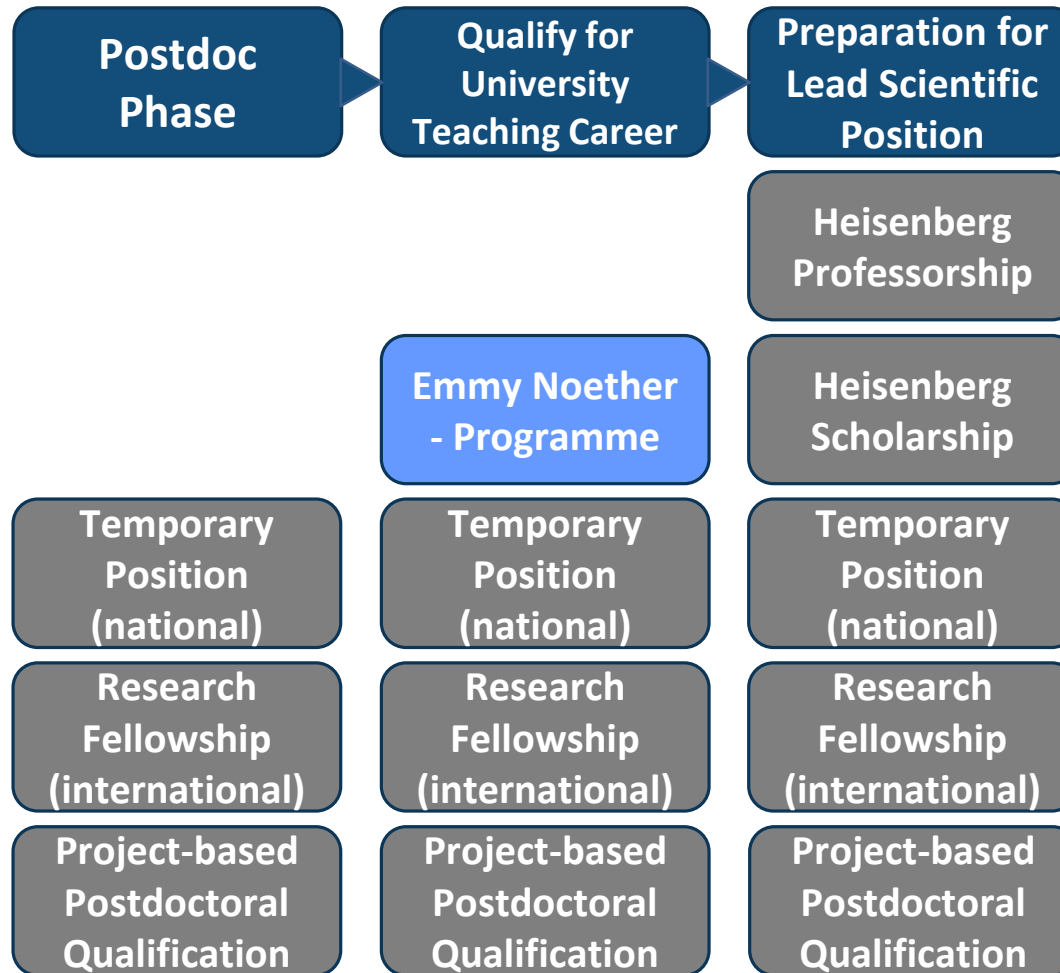 Postdoc
Phase
Qualify for
University
Teaching Career
Preparation for
Lead Scientific
Position
Heisenberg
Professorship
Emmy Noether
- Programme
Heisenberg
Scholarship
Temporary
Position
(national)
Temporary
Position
(national)
Temporary
Position
(national)
Research
Fellowship
(international)
Research
Fellowship
(international)
Research
Fellowship
(international)
Project-based
Postdoctoral
Qualification
Project-based
Postdoctoral
Qualification
Project-based
Postdoctoral
Qualification